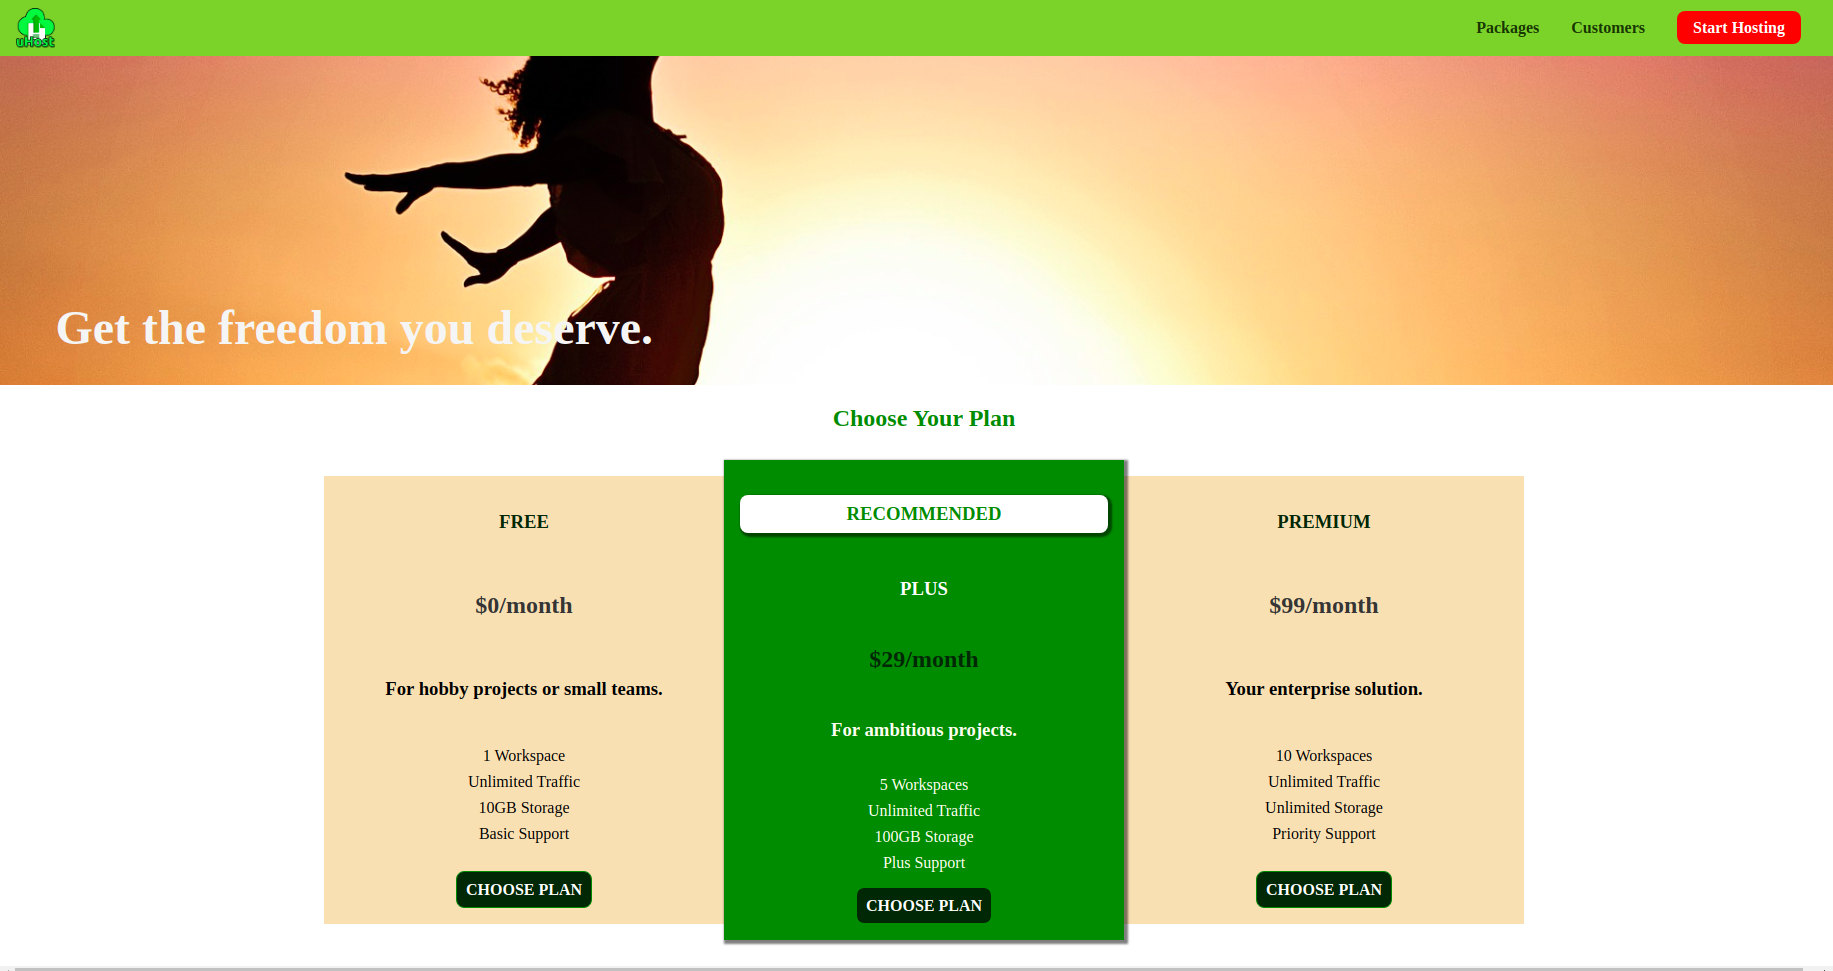 uHost
Packages
Customers
Start Hosting
Get the freedom you deserve.
Choose Your Plan
FREE
$0/month
For hobby projects or small teams.
1 Workspace
Unlimited Traffic
10GB Storage
Basic Support
CHOOSE PLAN
RECOMMENDED
PLUS
$29/month
For ambitious projects.
5 Workspaces
Unlimited Traffic
100GB Storage
Plus Support
CHOOSE PLAN
PREMIUM
$99/month
Your enterprise solution.
10 Workspaces
Unlimited Traffic
Unlimited Storage
Priority Support
CHOOSE PLAN